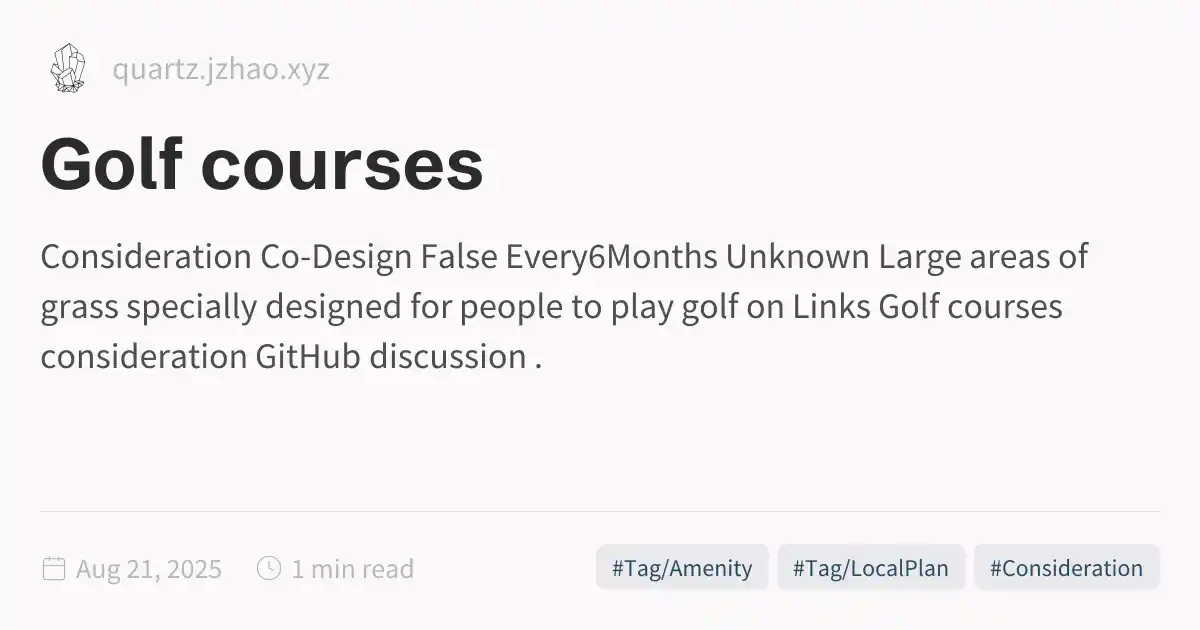 quartz.jzhao.xyz
Golf courses
Consideration Co-Design False Every6Months Unknown Large areas of
grass specially designed for people to play golf on Links Golf courses
consideration GitHub discussion .
Aug 21, 2025
1 min read
#Tag/Amenity
#Tag/LocalPlan
#Consideration